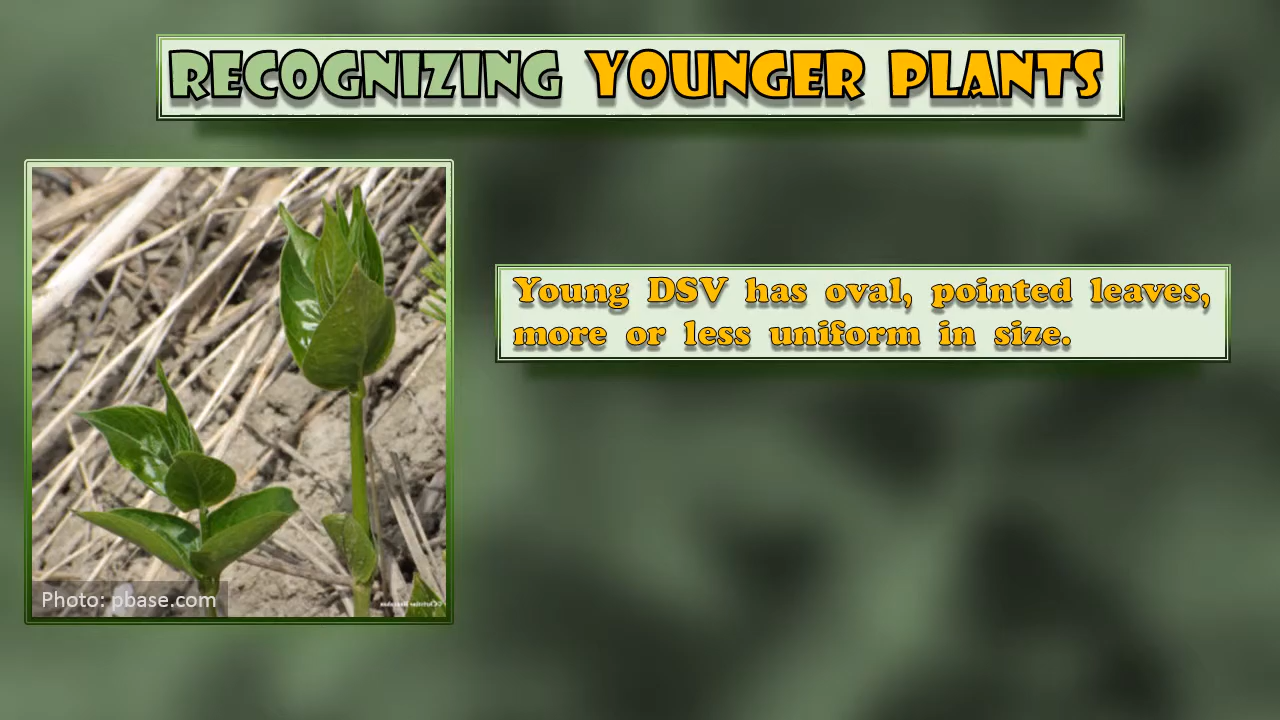 RECOGNIZING YOUNGER PLANTS
Young DSV has oval, pointed leaves,
more or less uniform in size.
Photo: pbase.com